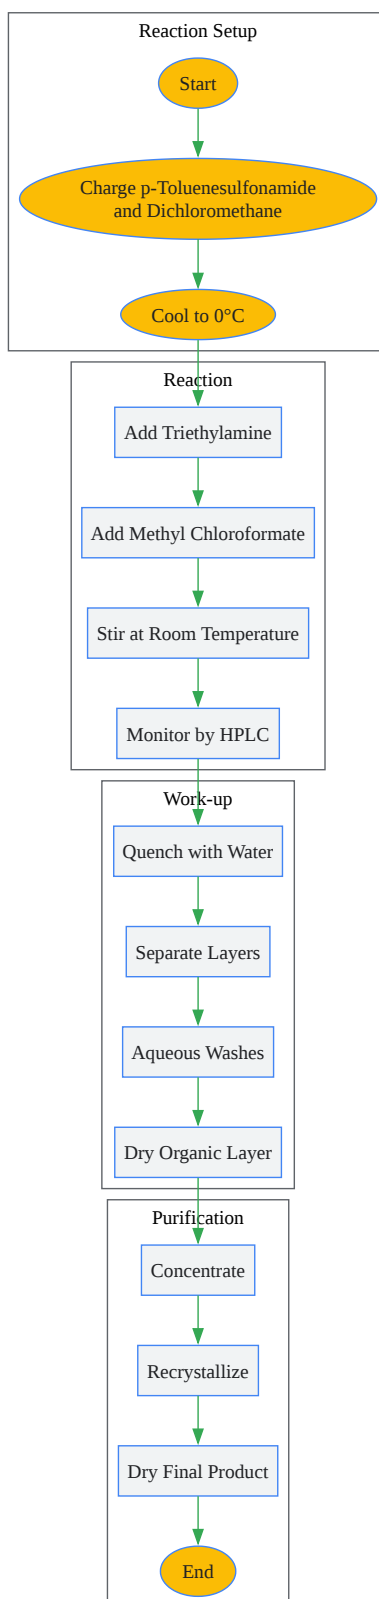 Reaction Setup
Start
Charge p-Toluenesulfonamide
and Dichloromethane
Cool to 0°C
Reaction
Add Triethylamine
Add Methyl Chloroformate
Stir at Room Temperature
Monitor by HPLC
Work-up
Quench with Water
Separate Layers
Aqueous Washes
Dry Organic Layer
Purification
Concentrate
Recrystallize
Dry Final Product
End